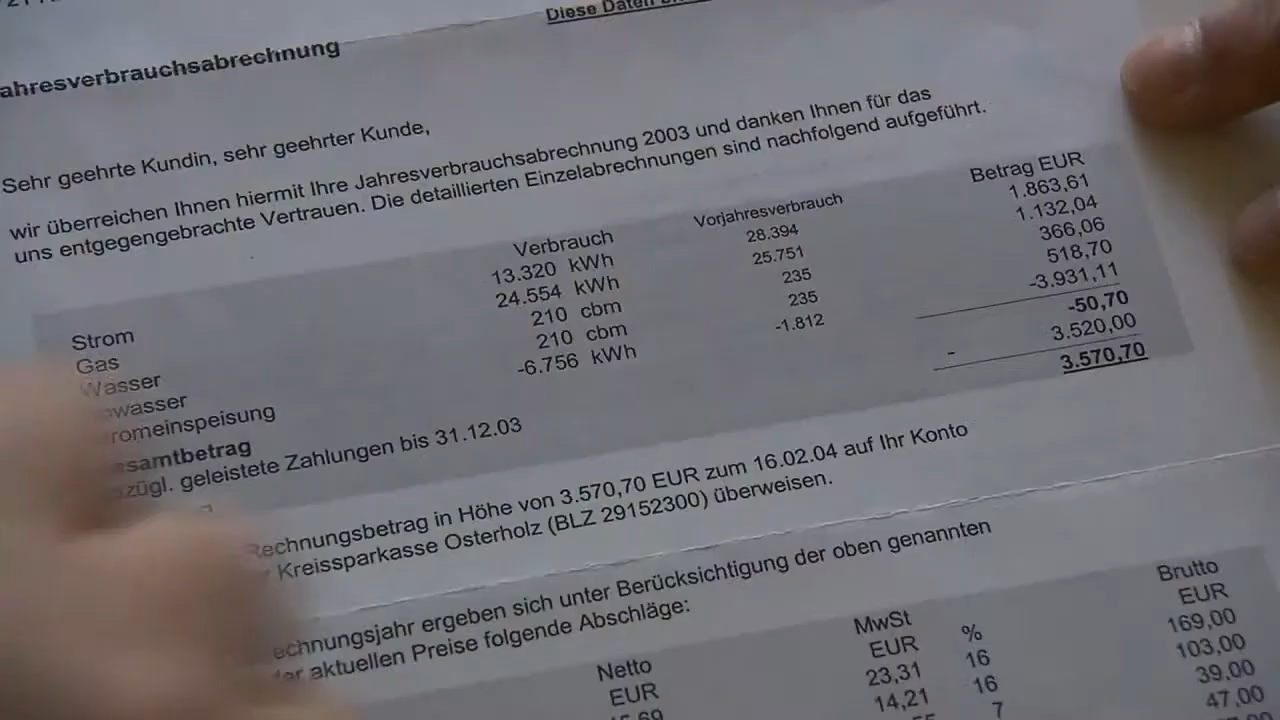 Diese Daten
ahresverbrauchsabrechnung
Sehr geehrte Kundin, sehr geehrter Kunde,
wir überreichen Ihnen hiermit Ihre Jahresverbrauchsabrechnung 2003 und danken Ihnen für das
uns entgegengebrachte Vertrauen. Die detaillierten Einzelabrechnungen sind nachfolgend aufgeführt.
Verbrauch Vorjahresverbrauch Betrag EUR
Strom 13.320 kWh 28.394 1.863,61
Gas 24.554 kWh 25.751 1.132,04
Wasser 210 cbm 235 366,06
wasser 210 cbm 235 518,70
romeinspeisung -6.756 kWh -1.812 -3.931,11
samtbetrag -50,70
zügl. geleistete Zahlungen bis 31.12.03 - 3.520,00
3.570,70
Rechnungsbetrag in Höhe von 3.570,70 EUR zum 16.02.04 auf Ihr Konto
Kreissparkasse Osterholz (BLZ 29152300) überweisen.
echnungsjahr ergeben sich unter Berücksichtigung der oben genannten
der aktuellen Preise folgende Abschläge:
Netto MwSt % Brutto
EUR EUR EUR
23,31 16 169,00
14,21 16 103,00
7 39,00
47,00